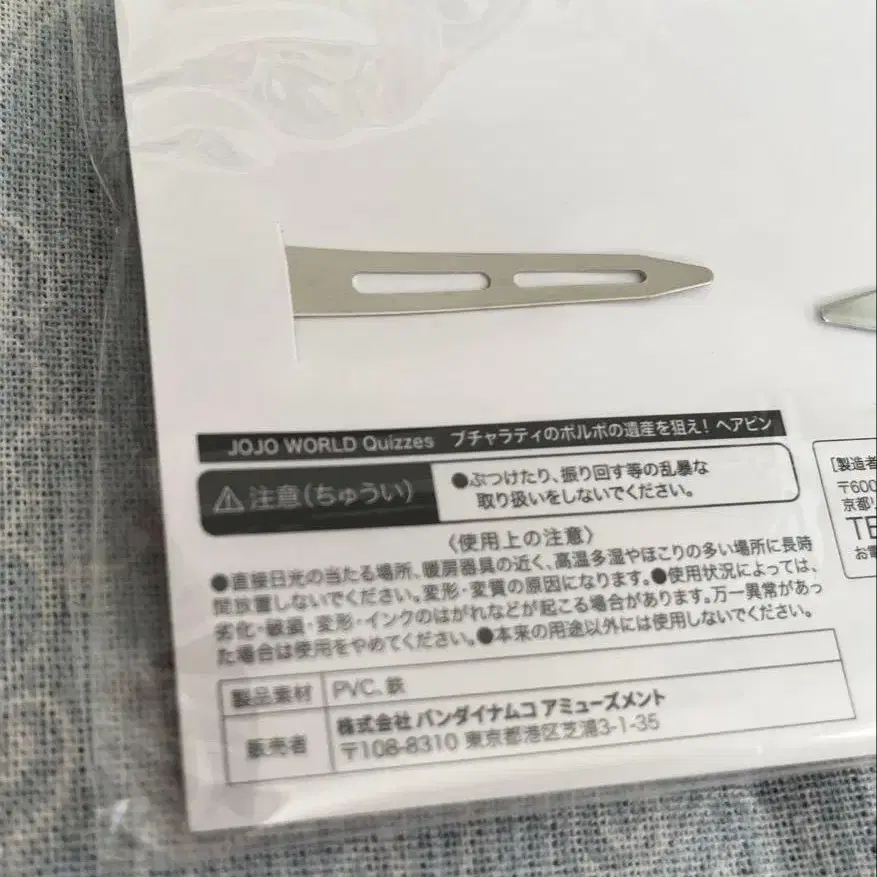 JOJO WORLD Quizzes ブチャラティのポルポの遺産を狙え！ヘアピン
⚠注意(ちゅうい)
●ぶつけたり、振り回す等の乱暴な
取り扱いをしないでください。
〈使用上の注意〉
●直接日光の当たる場所、暖房器具の近く、高温多湿やほこりの多い場所に長時
間放置しないでください。変形・変質の原因になります。●使用状況によっては、
劣化・破損・変形・インクのはがれなどが起こる場合があります。万一異常があっ
た場合は使用をやめてください。●本来の用途以外には使用しないでください。
製品素材 PVC、鉄
販売者 株式会社 バンダイナムコ アミューズメント
〒108-8310 東京都港区芝浦3-1-35
[製造者
〒600
京都
TE
お電